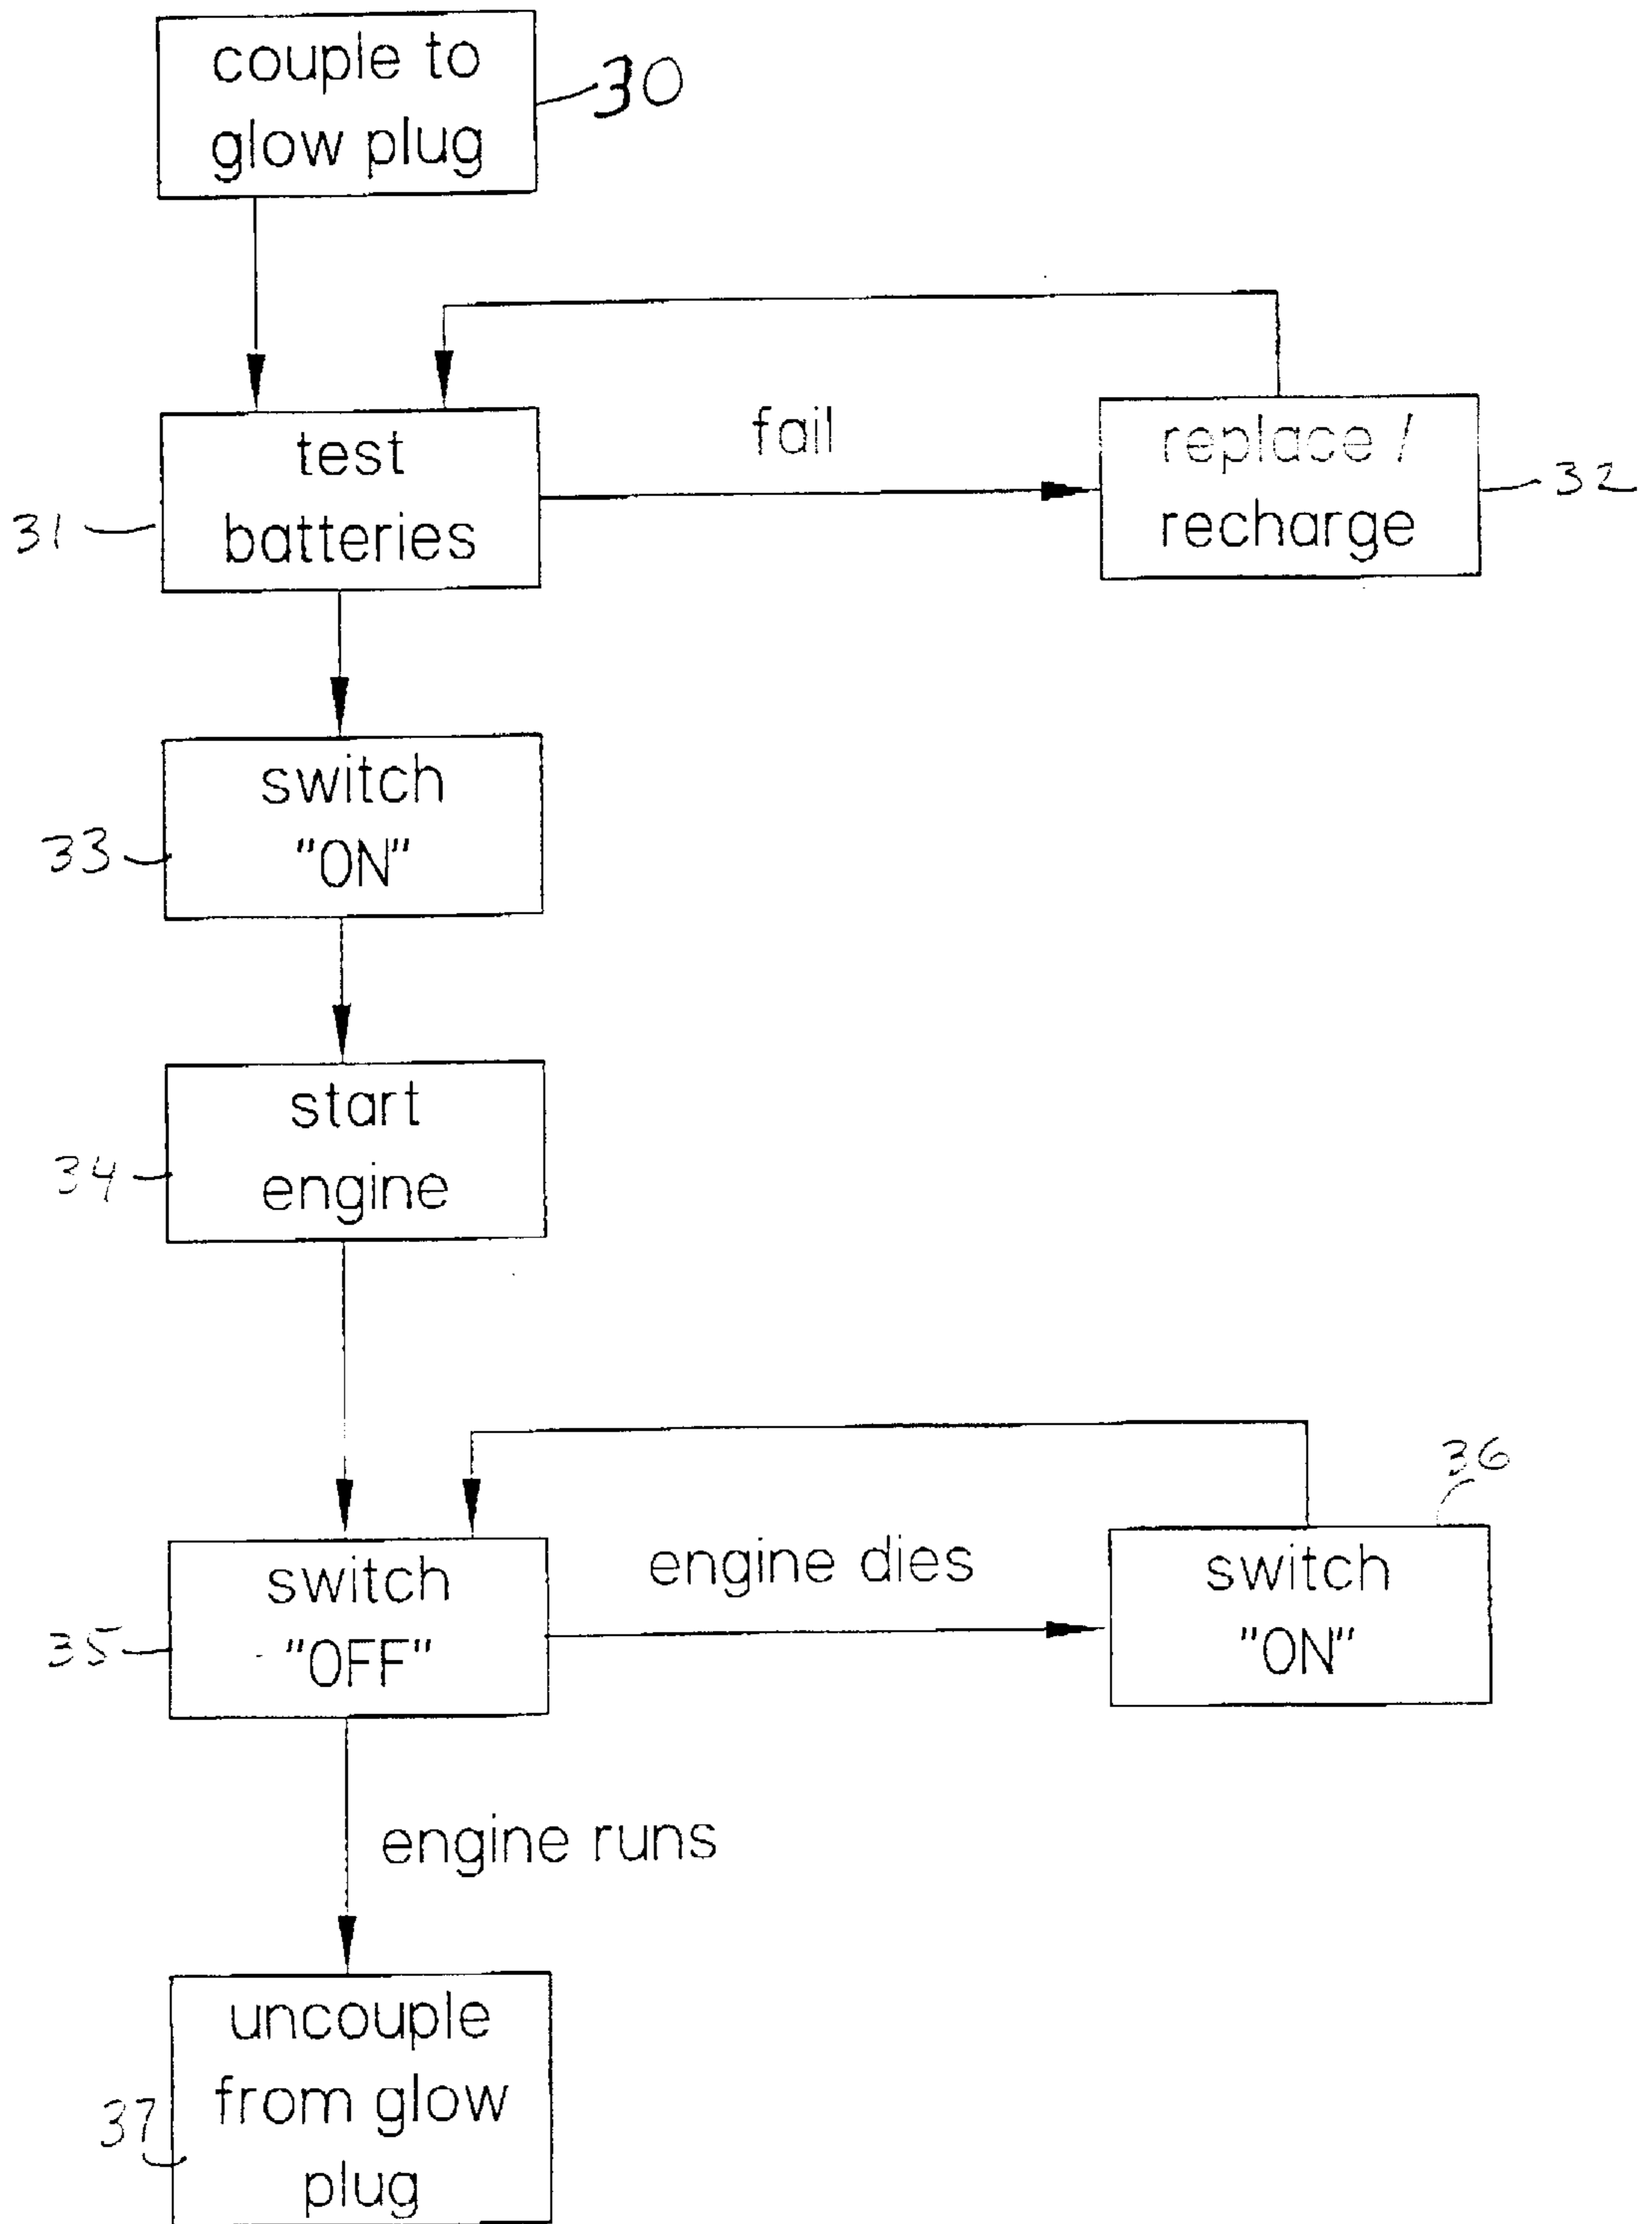 couple to
glow plug
30
test
batteries
31
fail
replace /
recharge
32
switch
"ON"
33
start
engine
34
switch
"OFF"
35
engine dies
switch
"ON"
36
engine runs
uncouple
from glow
plug
37